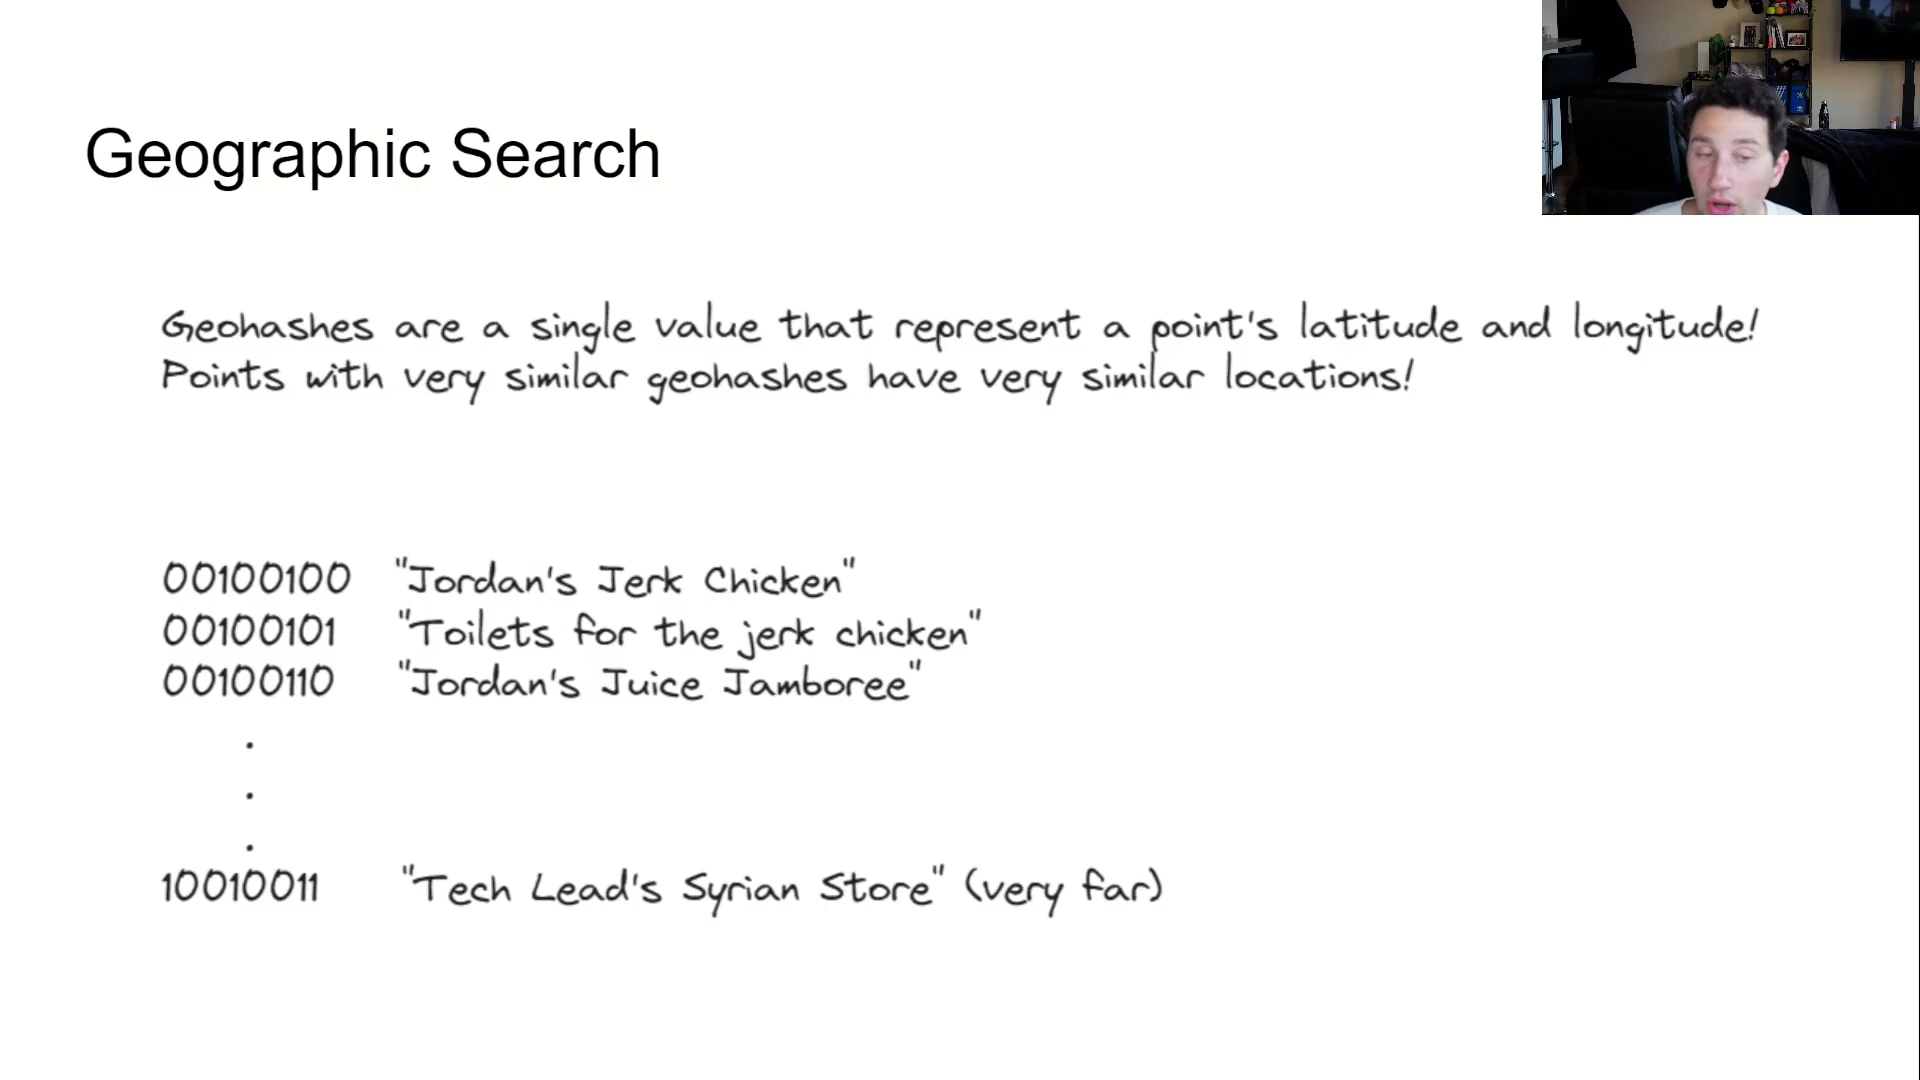 Geographic Search
Geohashes are a single value that represent a point's latitude and longitude!
Points with very similar geohashes have very similar locations!
00100100 "Jordan's Jerk Chicken"
00100101 "Toilets for the jerk chicken"
00100110 "Jordan's Juice Jamboree"
.
.
.
10010011 "Tech Lead's Syrian Store" (very far)